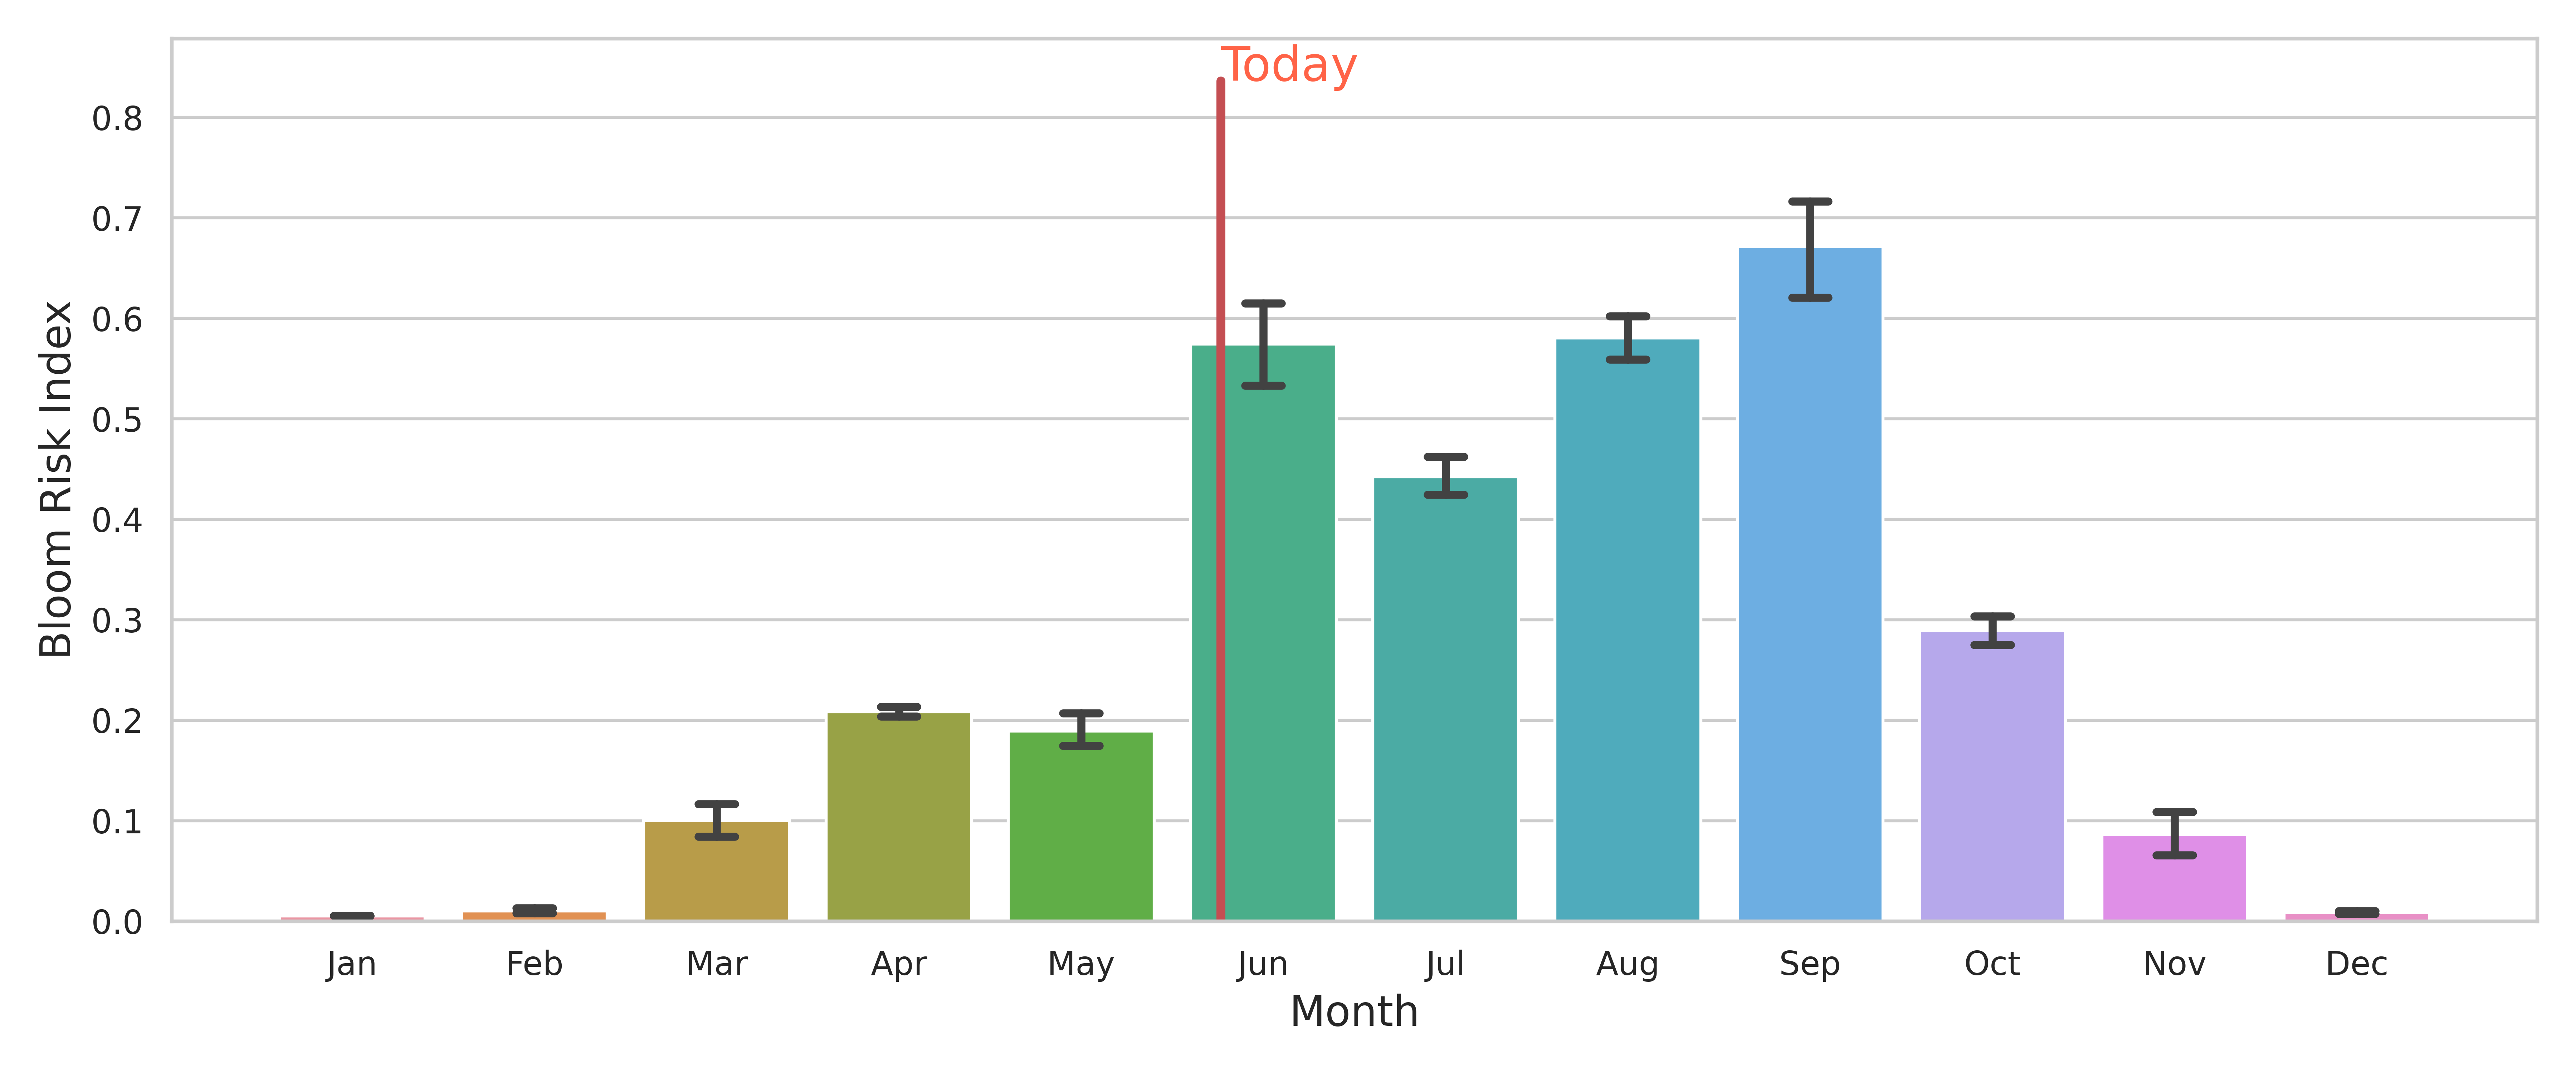 Today
Bloom Risk Index
0.8
0.7
0.6
0.5
0.4
0.3
0.2
0.1
0.0
Jan Feb Mar Apr May Jun Jul Aug Sep Oct Nov Dec
Month